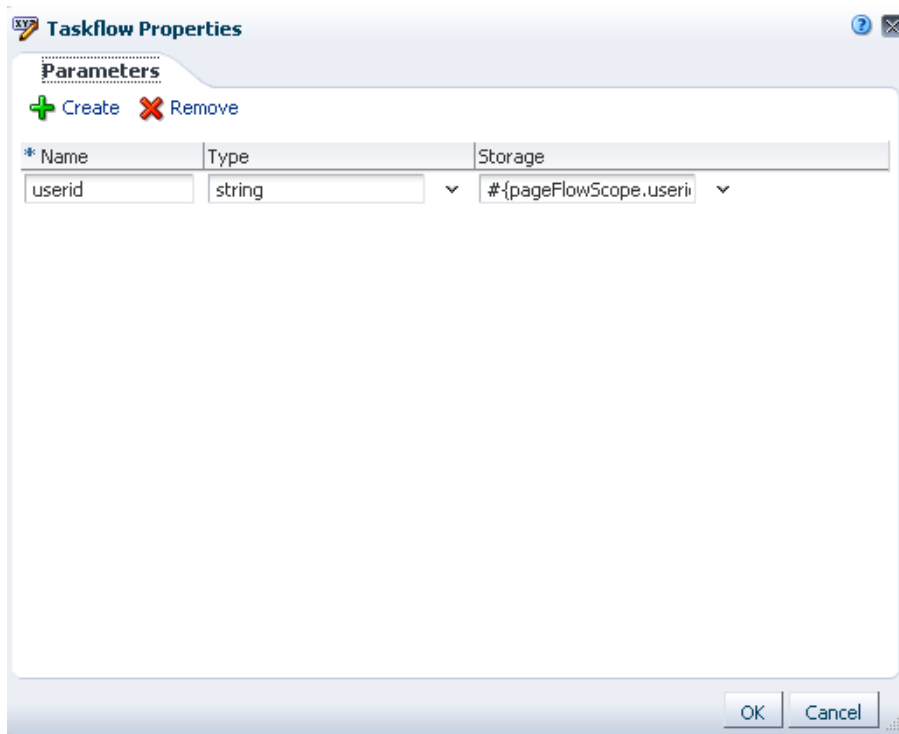 Taskflow Properties
Parameters
Create Remove
* Name Type Storage
userid string #{pageFlowScope.useri
OK Cancel